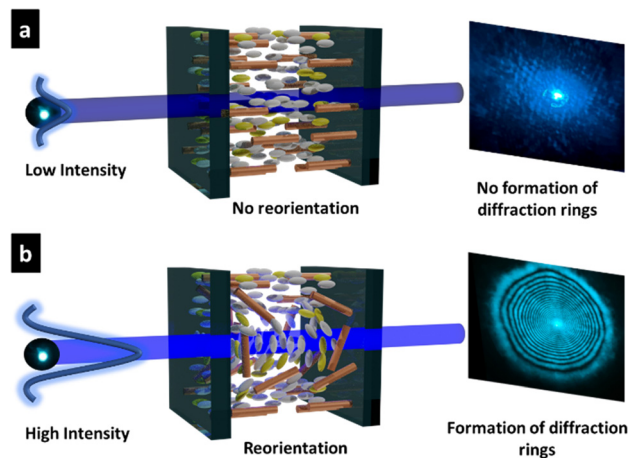 a
Low Intensity
No reorientation
No formation of
diffraction rings
b
High Intensity
Reorientation
Formation of diffraction
rings